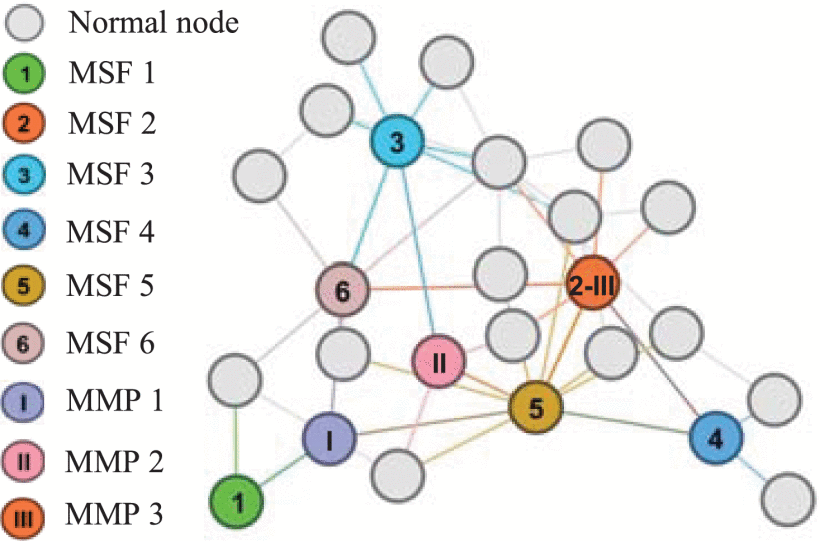 Normal node
1 MSF 1
2 MSF 2
3 MSF 3
4 MSF 4
5 MSF 5
6 MSF 6
I MMP 1
II MMP 2
III MMP 3
3
6
2-III
II
5
I
4
1